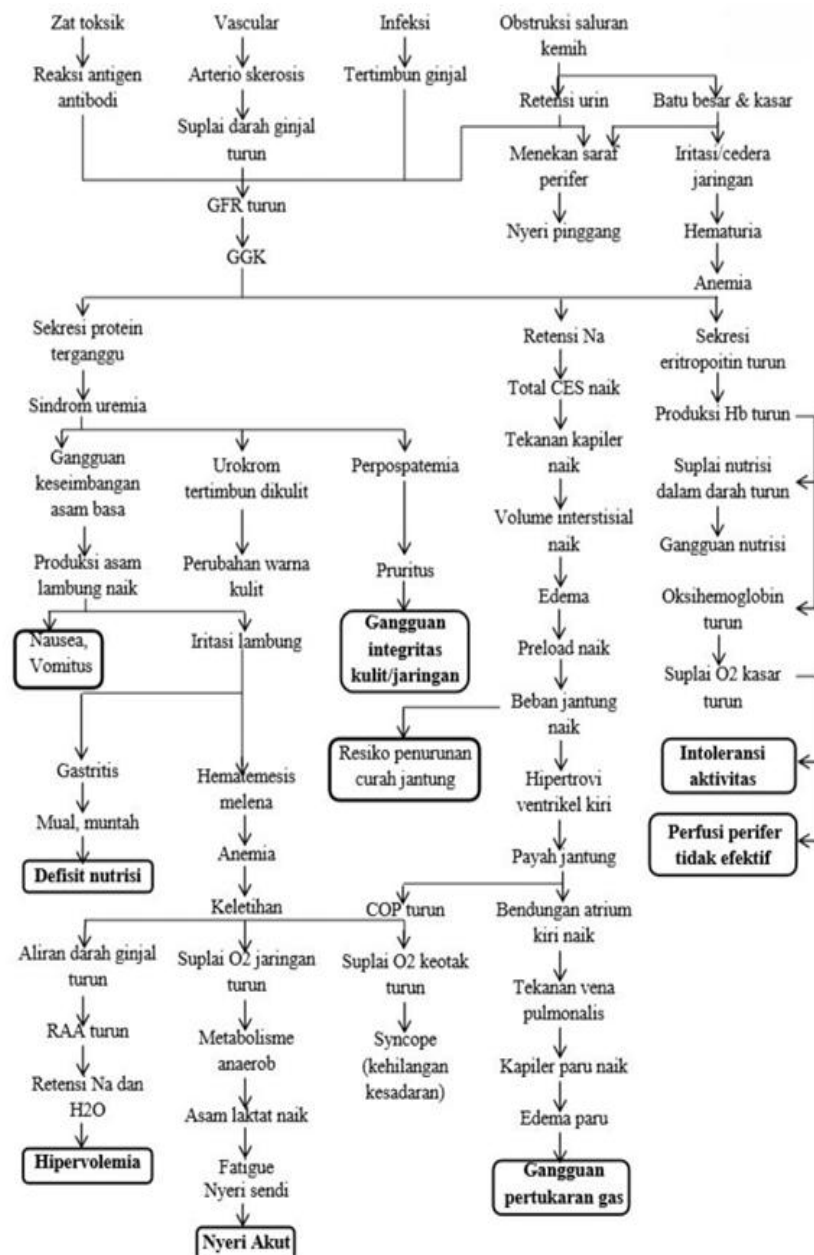 Zat toksik
Vascular
Infeksi
Obstruksi saluran
kemih
Reaksi antigen
antibodi
Arterio skerosis
Tertimbun ginjal
Retensi urin
Batu besar & kasar
Suplai darah ginjal
turun
Menekan saraf
perifer
Iritasi/cedera
jaringan
GFR turun
Nyeri pinggang
Hematuria
GGK
Anemia
Sekresi protein
terganggu
Retensi Na
Sekresi
eritropoitin turun
Sindrom uremia
Total CES naik
Produksi Hb turun
Gangguan
keseimbangan
asam basa
Urokrom
tertimbun dikulit
Perpospatemia
Tekanan kapiler
naik
Suplai nutrisi
dalam darah turun
Volume interstisial
naik
Gangguan nutrisi
Produksi asam
lambung naik
Perubahan warna
kulit
Pruritus
Edema
Oksihemoglobin
turun
Nausea,
Vomitus
Iritasi lambung
Gangguan
integritas
kulit/jaringan
Preload naik
Suplai O2 kasar
turun
Beban jantung
naik
Resiko penurunan
curah jantung
Intoleransi
aktivitas
Gastritis
Hematemesis
melena
Hipertrovi
ventrikel kiri
Mual, muntah
Anemia
Payah jantung
Perfusi perifer
tidak efektif
Defisit nutrisi
Keletihan
COP turun
Bendungan atrium
kiri naik
Aliran darah ginjal
turun
Suplai O2 jaringan
turun
Suplai O2 keotak
turun
Tekanan vena
pulmonalis
RAA turun
Metabolisme
anaerob
Syncope
(kehilangan
kesadaran)
Kapiler paru naik
Retensi Na dan
H2O
Asam laktat naik
Edema paru
Hipervolemia
Fatigue
Nyeri sendi
Gangguan
pertukaran gas
Nyeri Akut